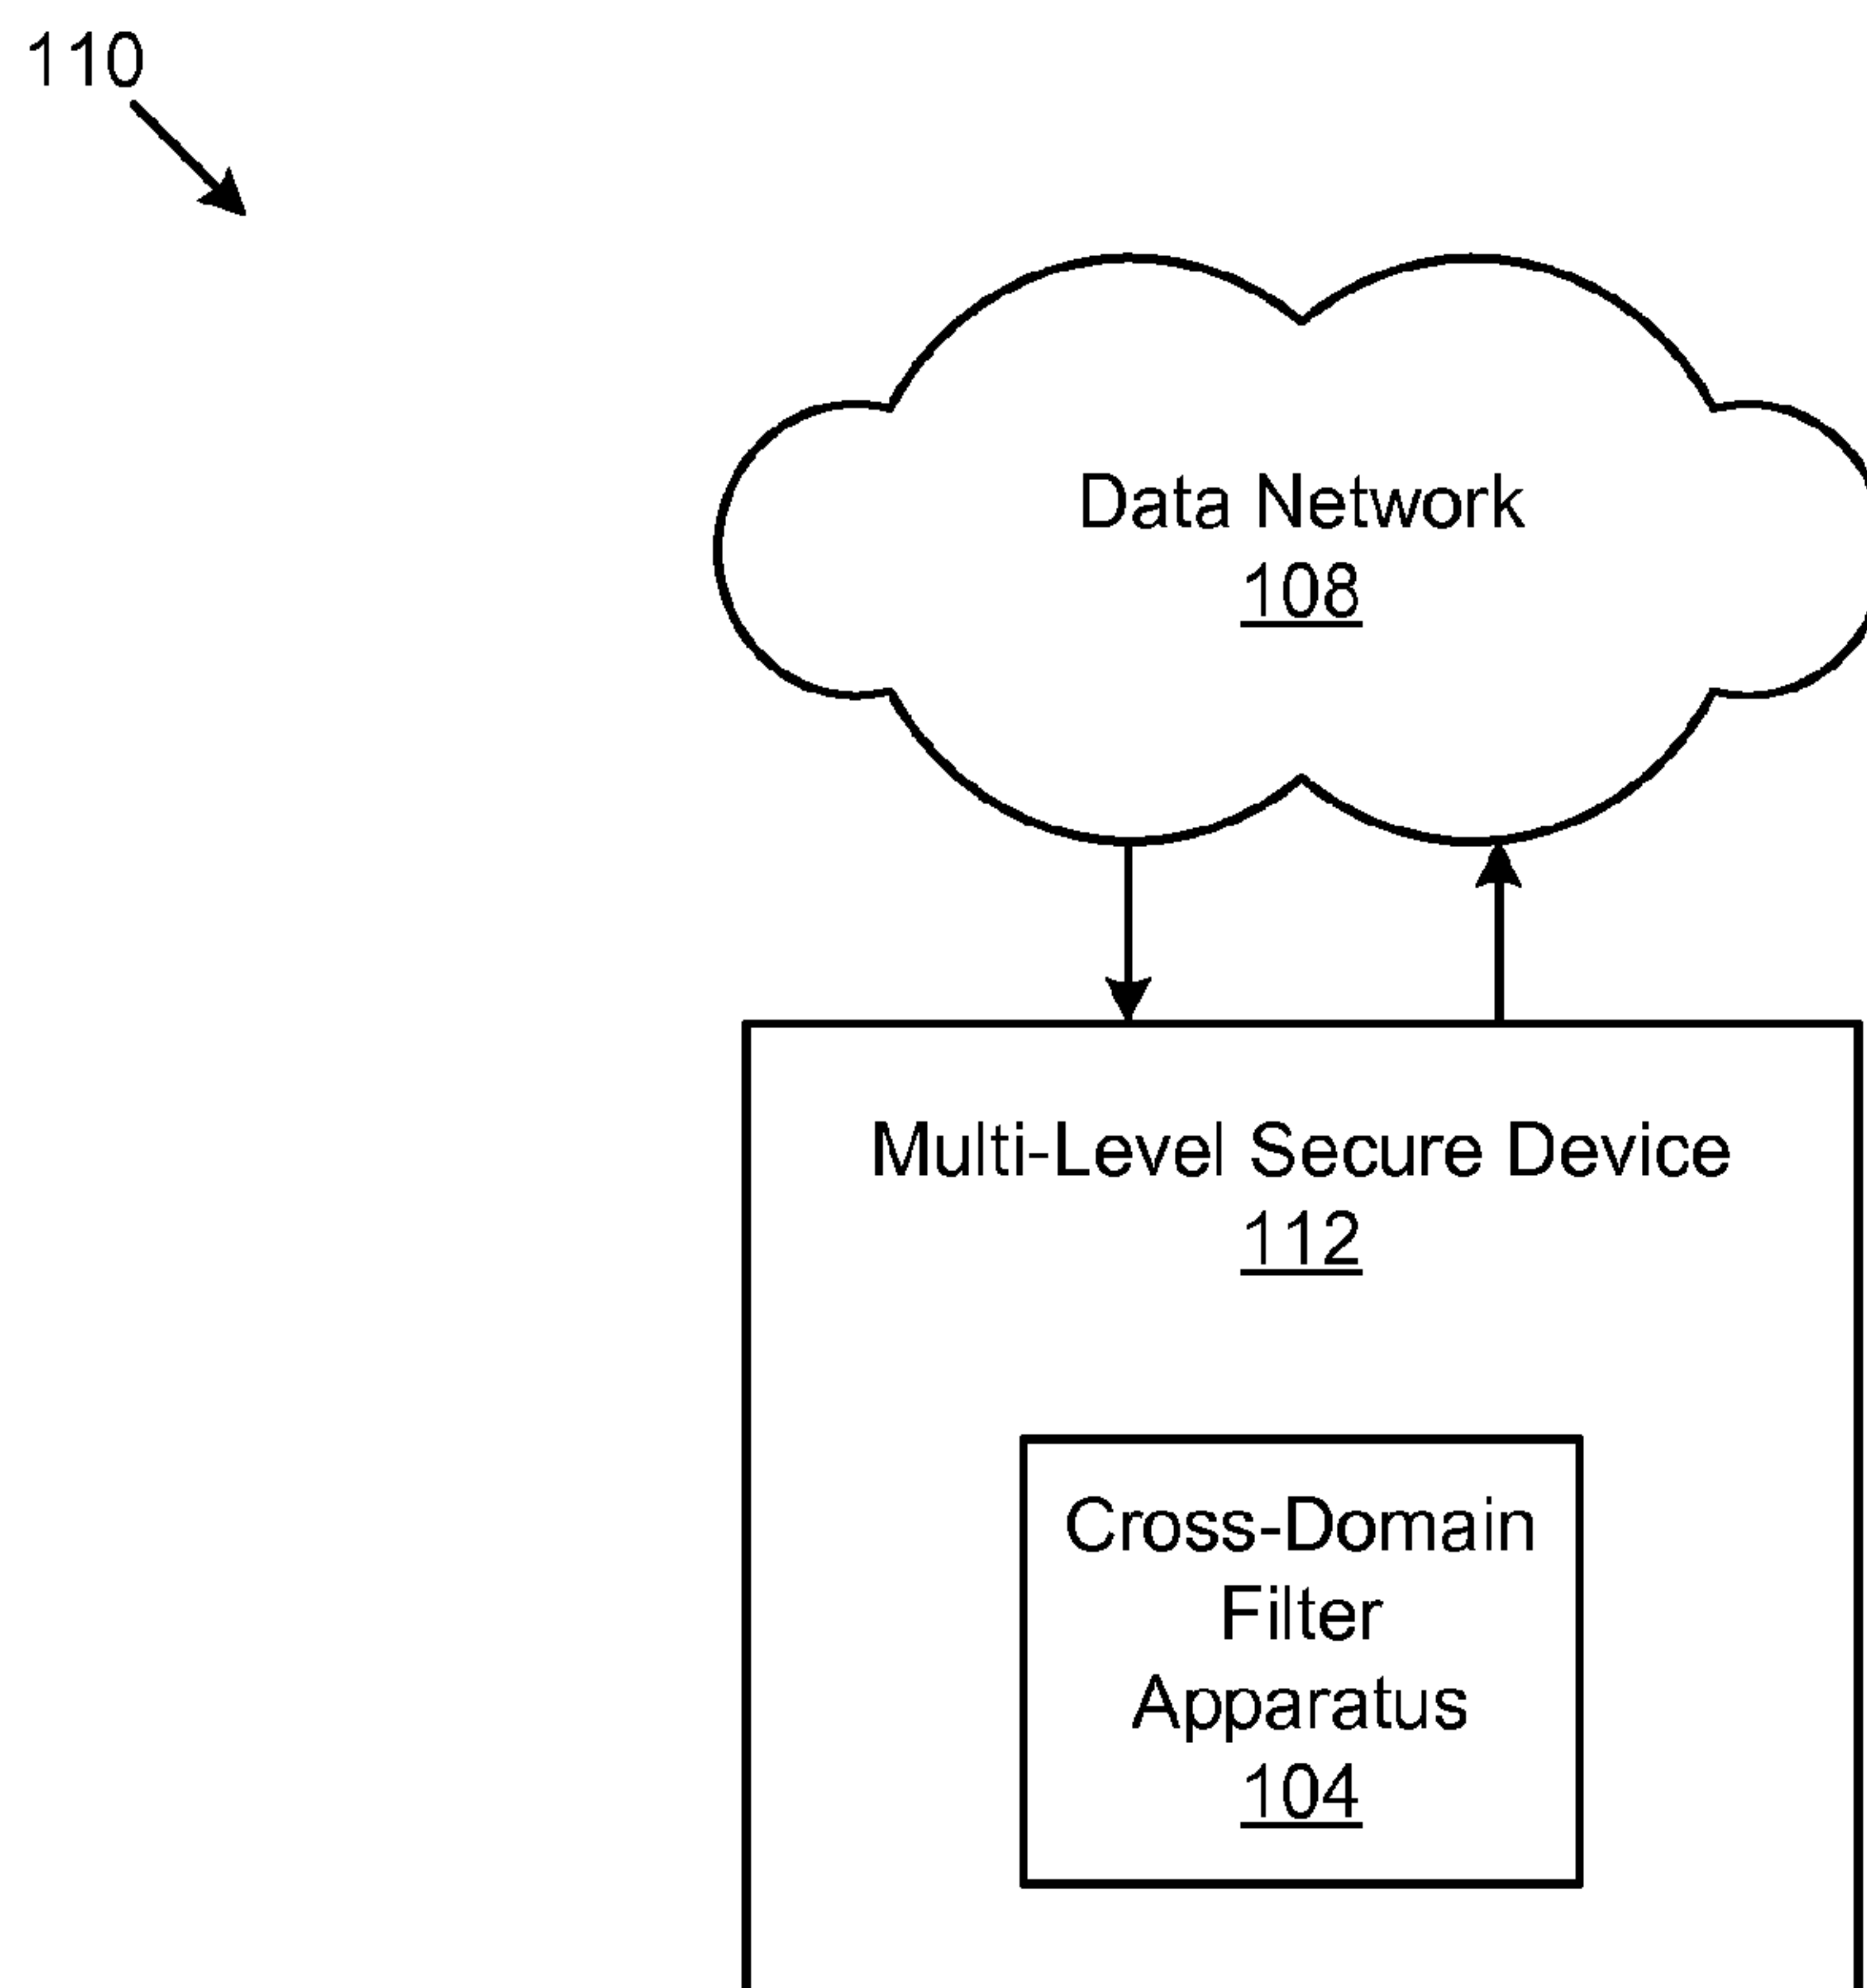 110
Data Network
108
Multi-Level Secure Device
112
Cross-Domain
Filter
Apparatus
104